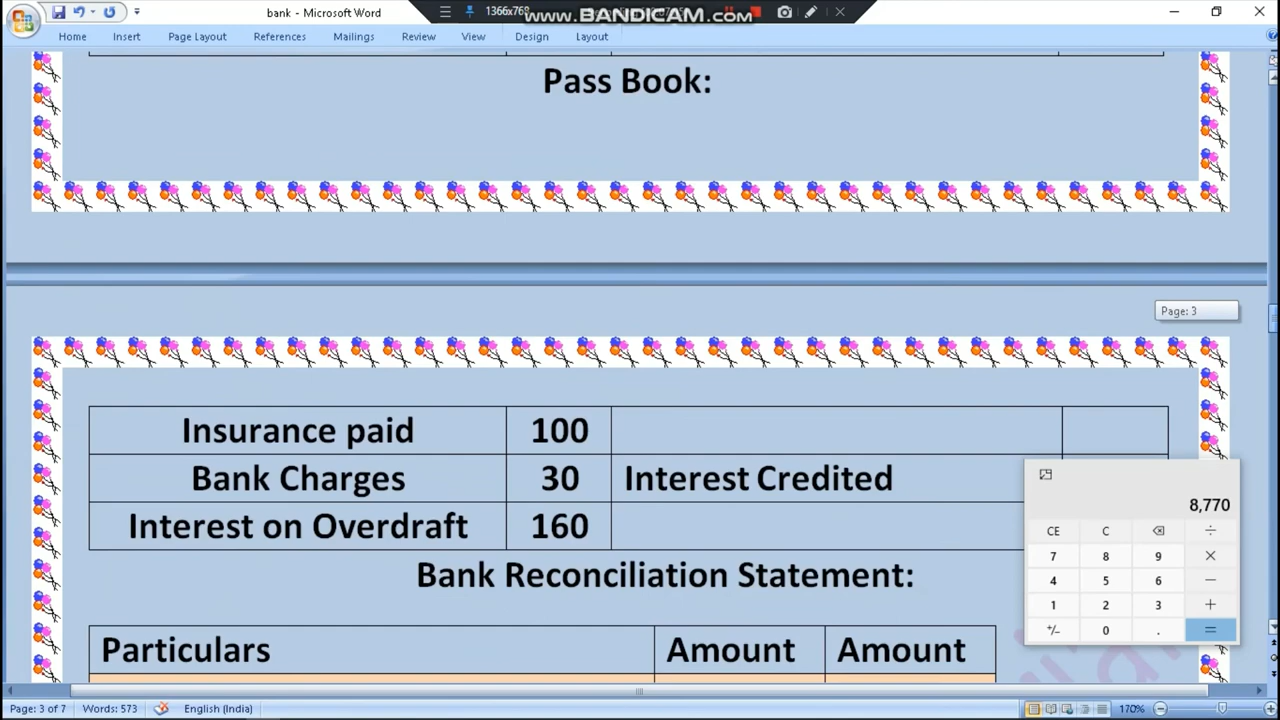 bank - Microsoft Word
1366x768
www.BANDICAM.com
Home Insert Page Layout References Mailings Review View Design Layout
Pass Book:
Page: 3
Insurance paid 100
Bank Charges 30 Interest Credited
Interest on Overdraft 160
Bank Reconciliation Statement:
Particulars Amount Amount
8,770
CE C ⌫ ÷
7 8 9 ×
4 5 6 −
1 2 3 +
+/− 0 . =
Page: 3 of 7 Words: 573 English (India) 170%